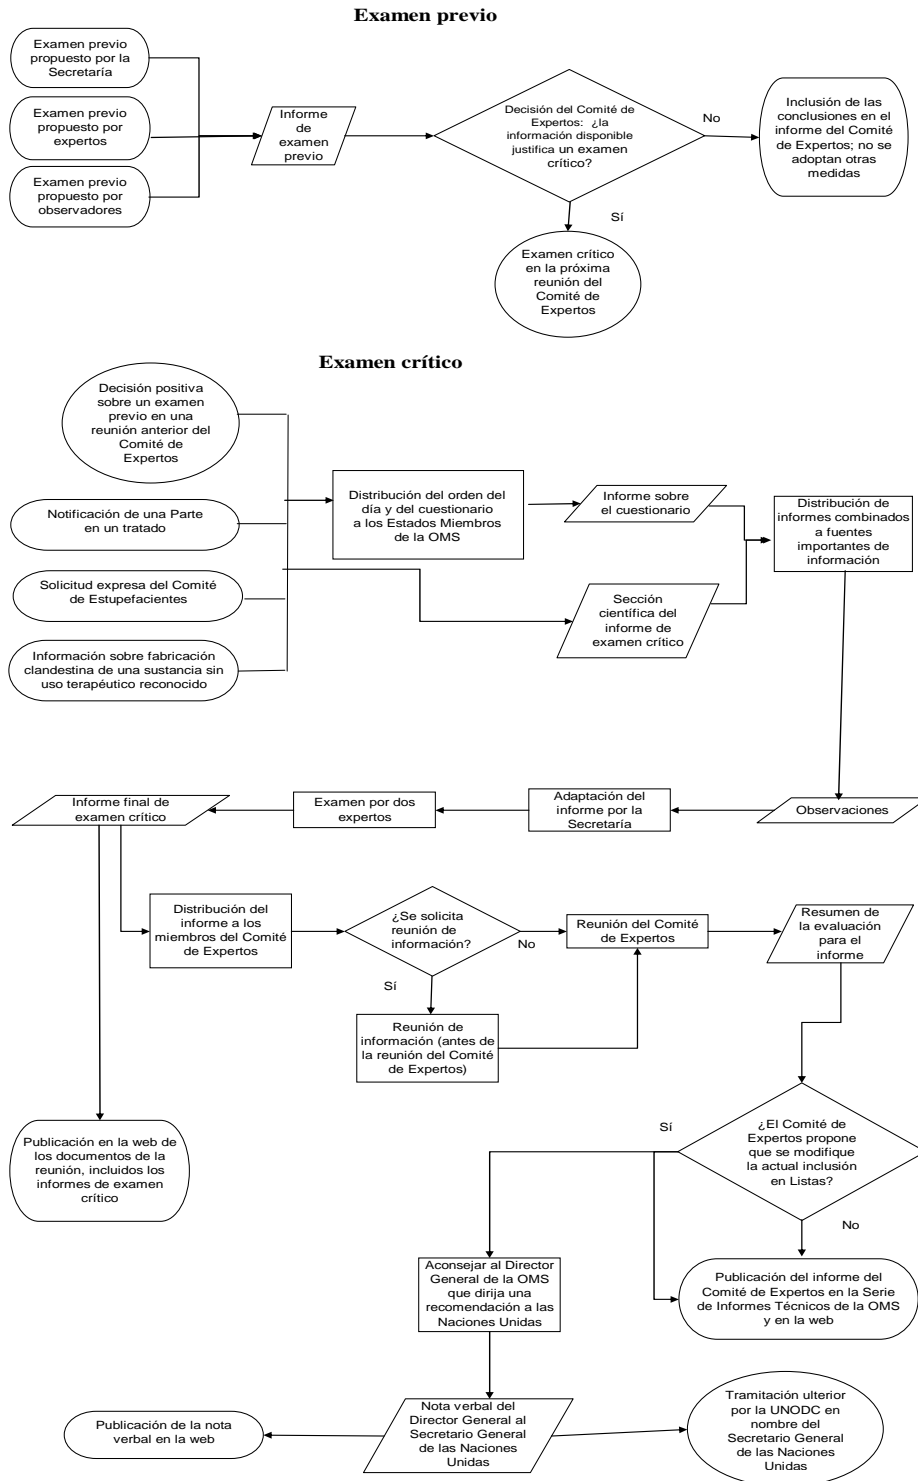 Examen previo
Examen previo
propuesto por la
Secretaría
Examen previo
propuesto por
expertos
Examen previo
propuesto por
observadores
Informe
de
examen
previo
Decisión del Comité de
Expertos:  ¿la
información disponible
justifica un examen
crítico?
No
Inclusión de las
conclusiones en el
informe del Comité
de Expertos; no se
adoptan otras
medidas
Sí
Examen crítico
en la próxima
reunión del
Comité de
Expertos
Examen crítico
Decisión positiva
sobre un examen
previo en una
reunión anterior del
Comité de
Expertos
Notificación de una Parte
en un tratado
Solicitud expresa del Comité
de Estupefacientes
Información sobre fabricación
clandestina de una sustancia sin
uso terapéutico reconocido
Distribución del orden del
día y del cuestionario
a los Estados Miembros
de la OMS
Informe sobre
el cuestionario
Sección
científica del
informe de
examen crítico
Distribución de
informes combinados
a fuentes
importantes de
información
Observaciones
Adaptación del
informe por la
Secretaría
Examen por dos
expertos
Informe final de
examen crítico
Distribución del
informe a los
miembros del Comité
de Expertos
¿Se solicita
reunión de
información?
No
Sí
Reunión de
información (antes de
la reunión del Comité
de Expertos)
Reunión del Comité
de Expertos
Resumen de
la evaluación
para el
informe
Publicación en la web de
los documentos de la
reunión, incluidos los
informes de examen
crítico
¿El Comité de
Expertos propone
que se modifique
la actual inclusión
en Listas?
Sí
No
Aconsejar al Director
General de la OMS
que dirija una
recomendación a las
Naciones Unidas
Publicación del informe del
Comité de Expertos en la Serie
de Informes Técnicos de la OMS
y en la web
Publicación de la nota
verbal en la web
Nota verbal del
Director General al
Secretario General
de las Naciones
Unidas
Tramitación ulterior
por la UNODC en
nombre del
Secretario General
de las Naciones
Unidas